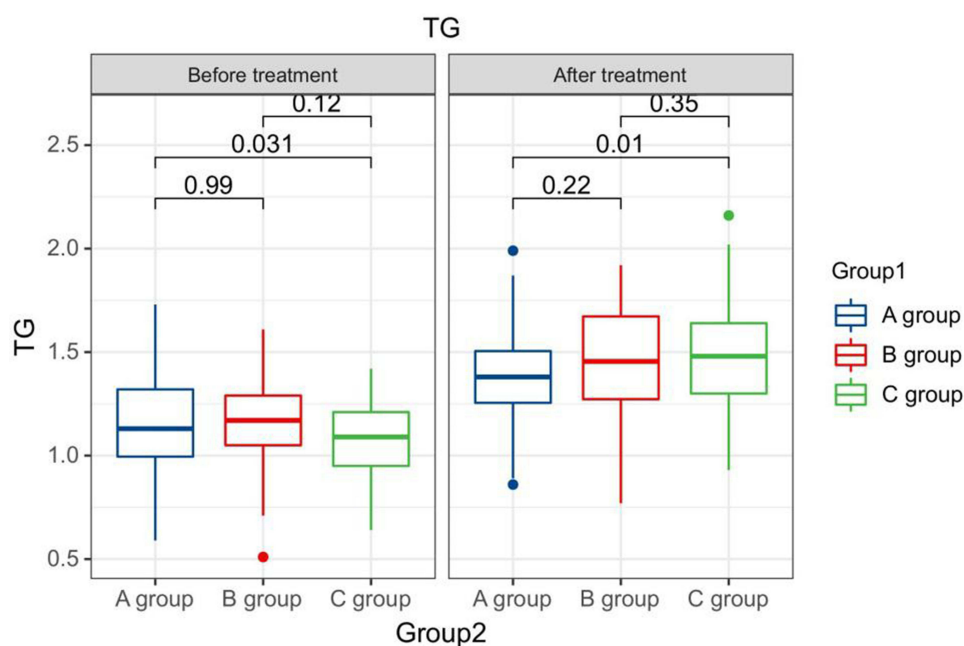 TG
Before treatment
After treatment
0.12
0.031
0.99
0.35
0.01
0.22
2.5
2.0
1.5
1.0
0.5
TG
A group
B group
C group
A group
B group
C group
Group2
Group1
A group
B group
C group